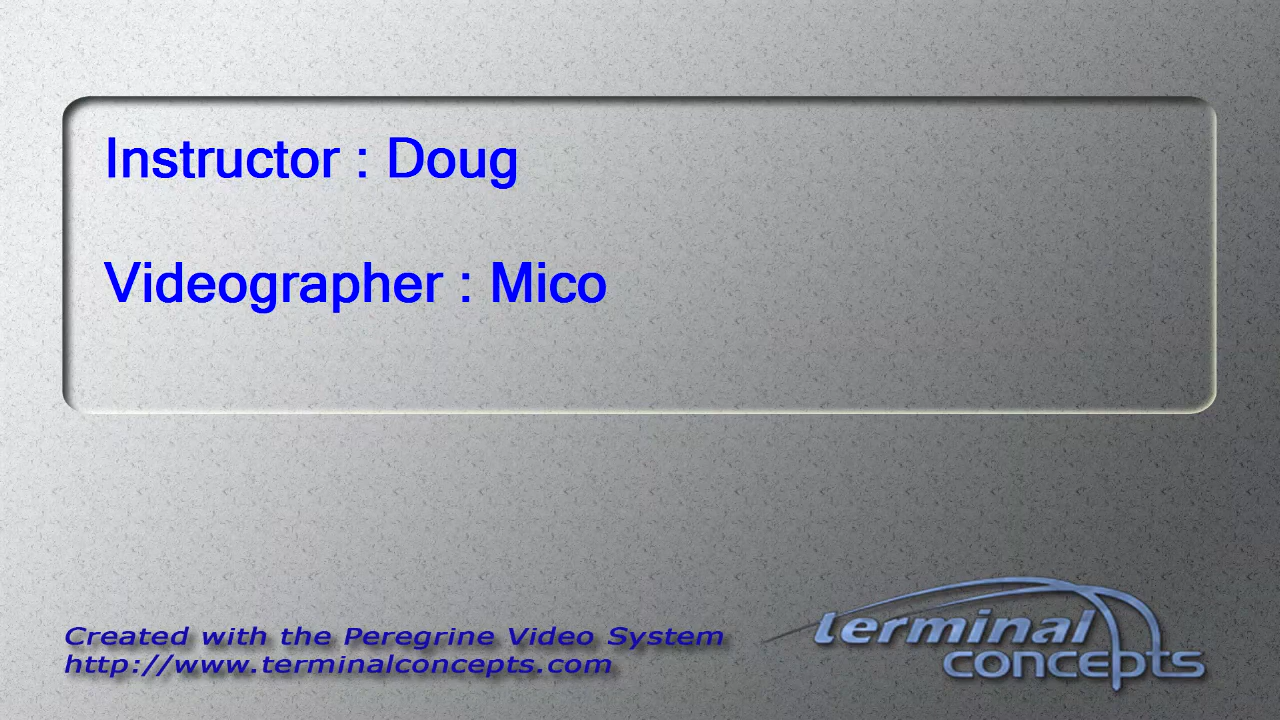 Instructor : Doug
Videographer : Mico
Created with the Peregrine Video System
http://www.terminalconcepts.com
terminal
concepts